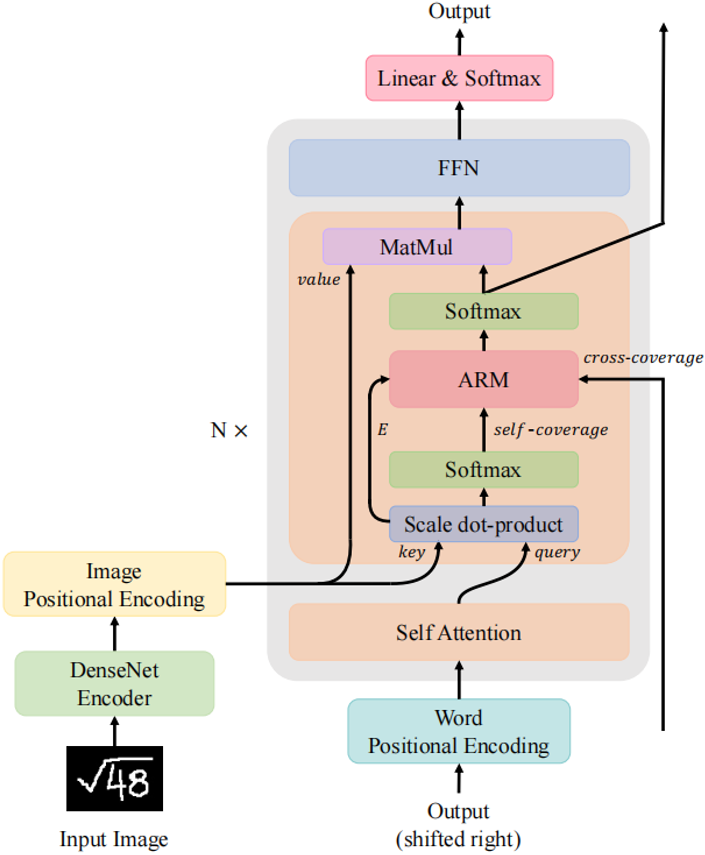 Output
Linear & Softmax
FFN
MatMul
value
Softmax
cross-coverage
ARM
E
self-coverage
N ×
Softmax
Scale dot-product
key
query
Image
Positional Encoding
Self Attention
DenseNet
Encoder
Word
Positional Encoding
√48
Input Image
Output
(shifted right)